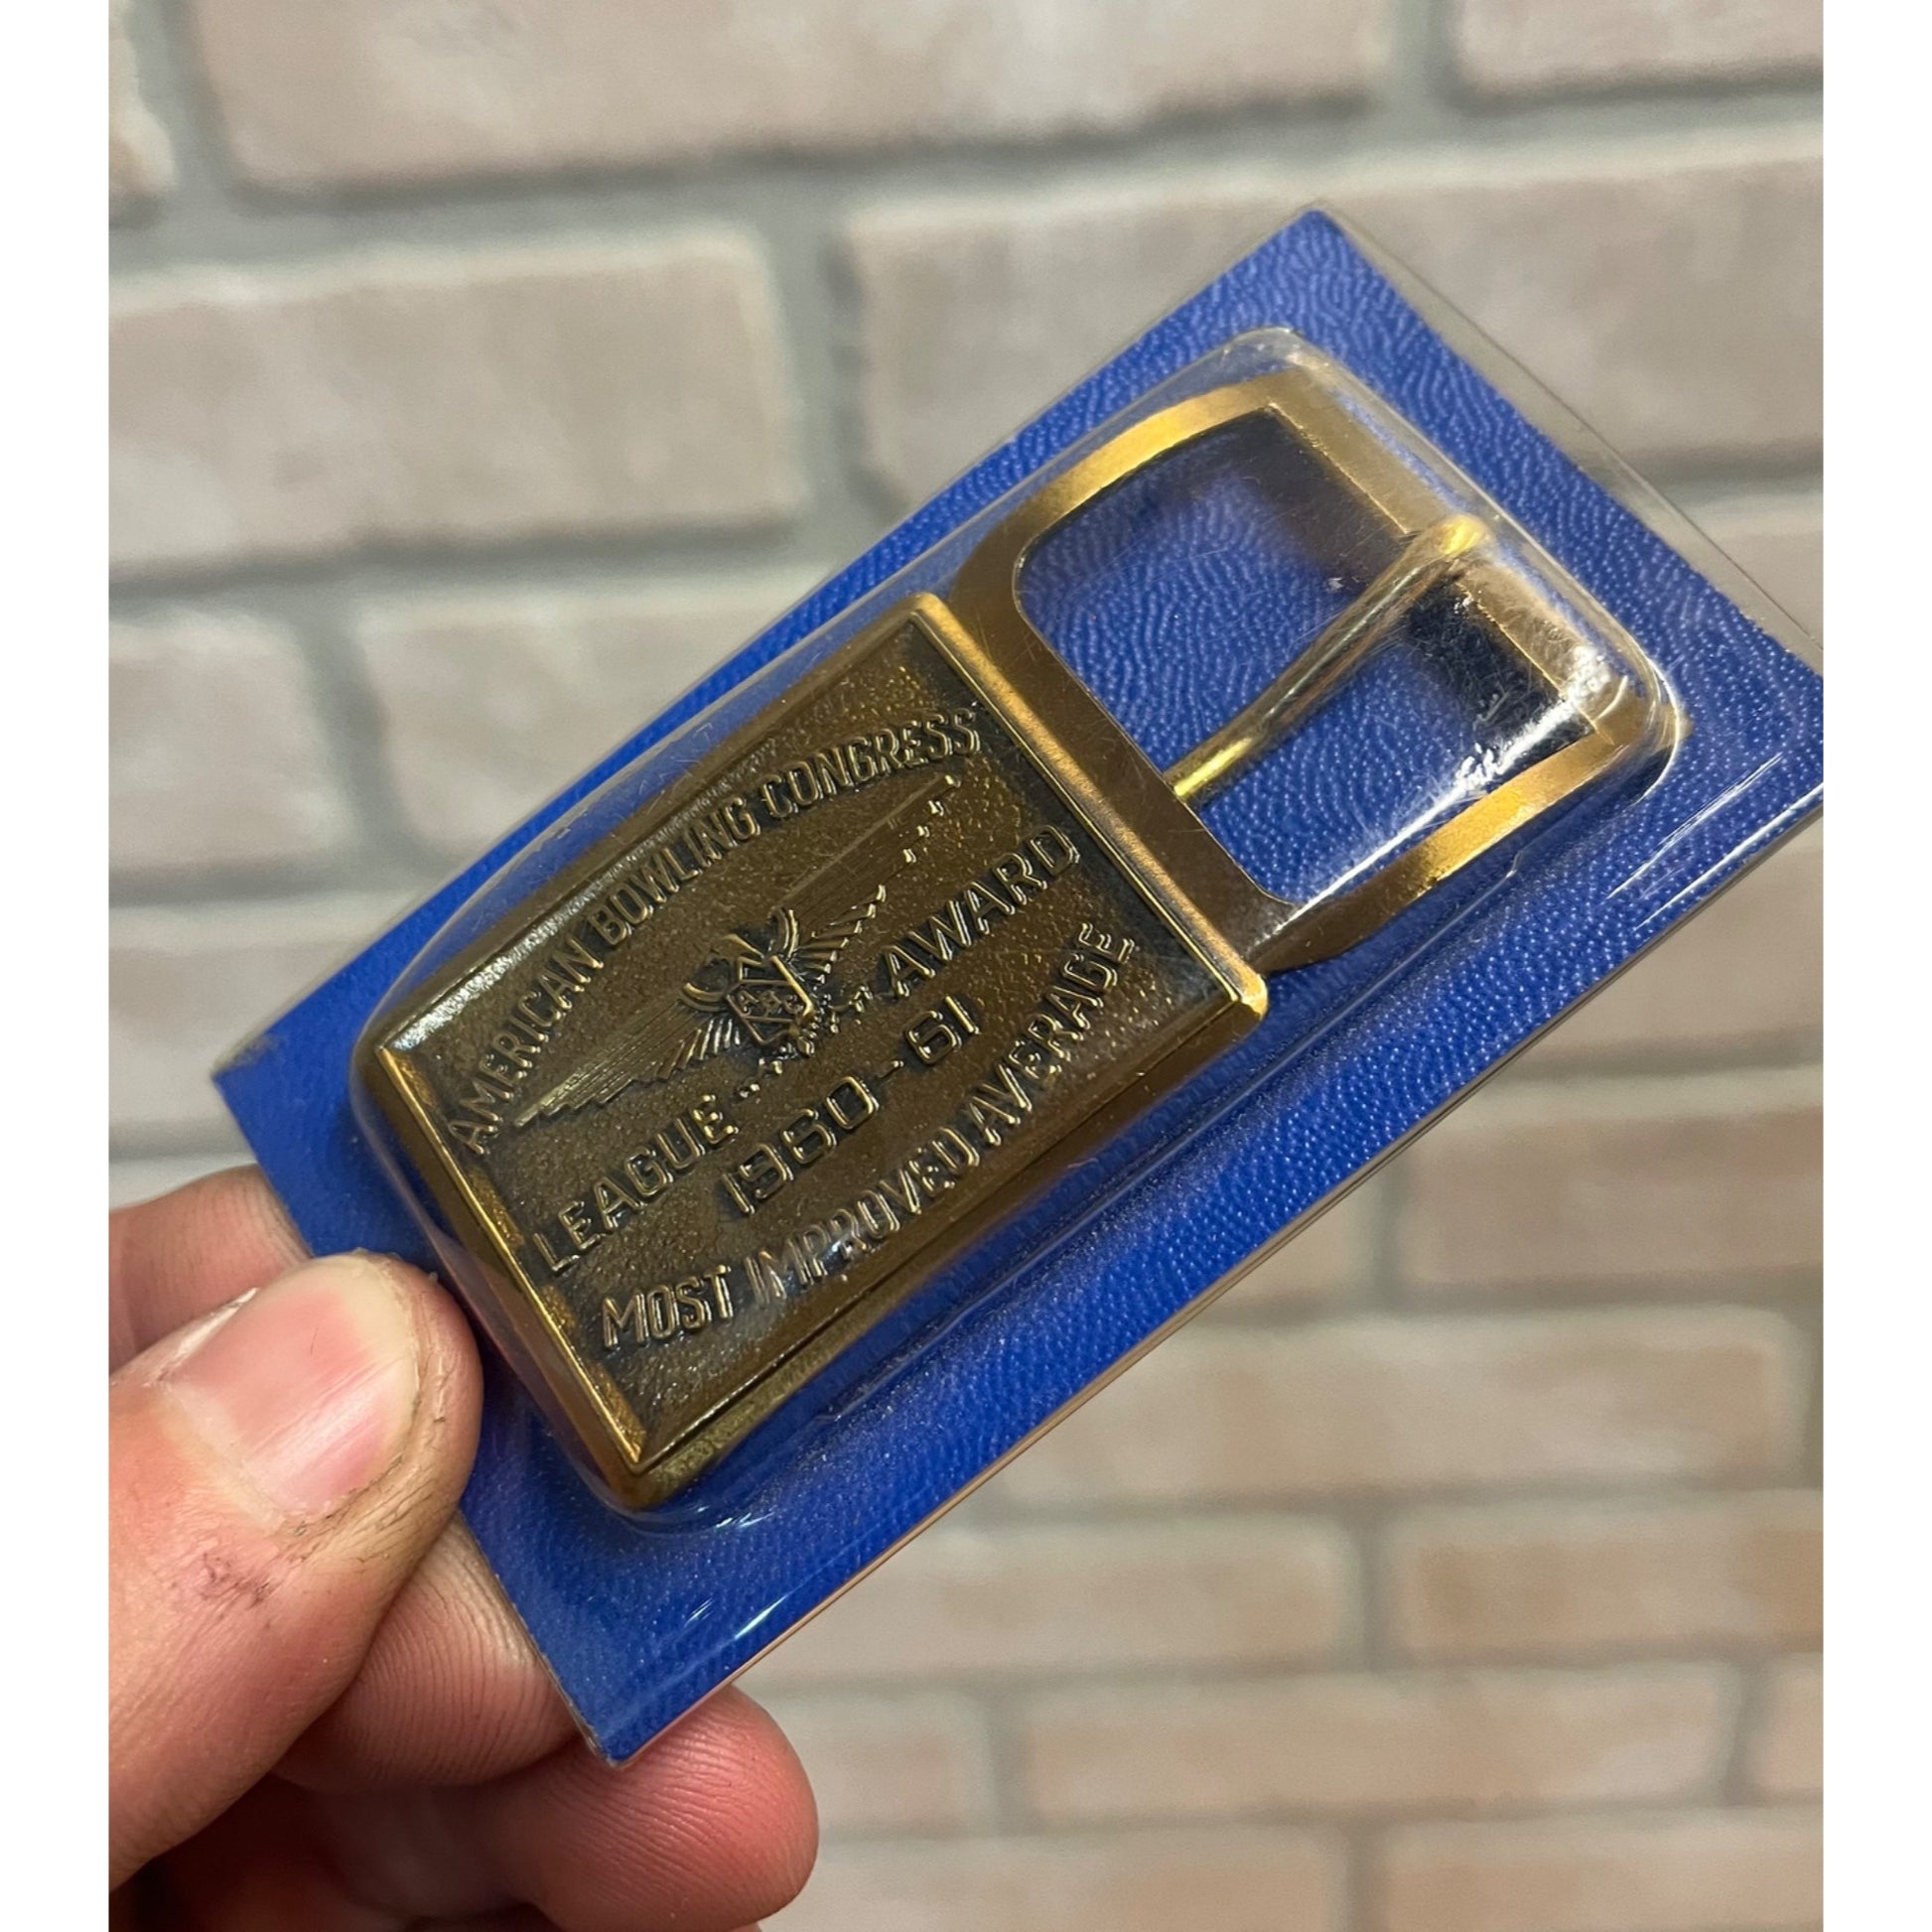 AMERICAN BOWLING CONGRESS
LEAGUE AWARD
1960-61
MOST IMPROVED AVERAGE